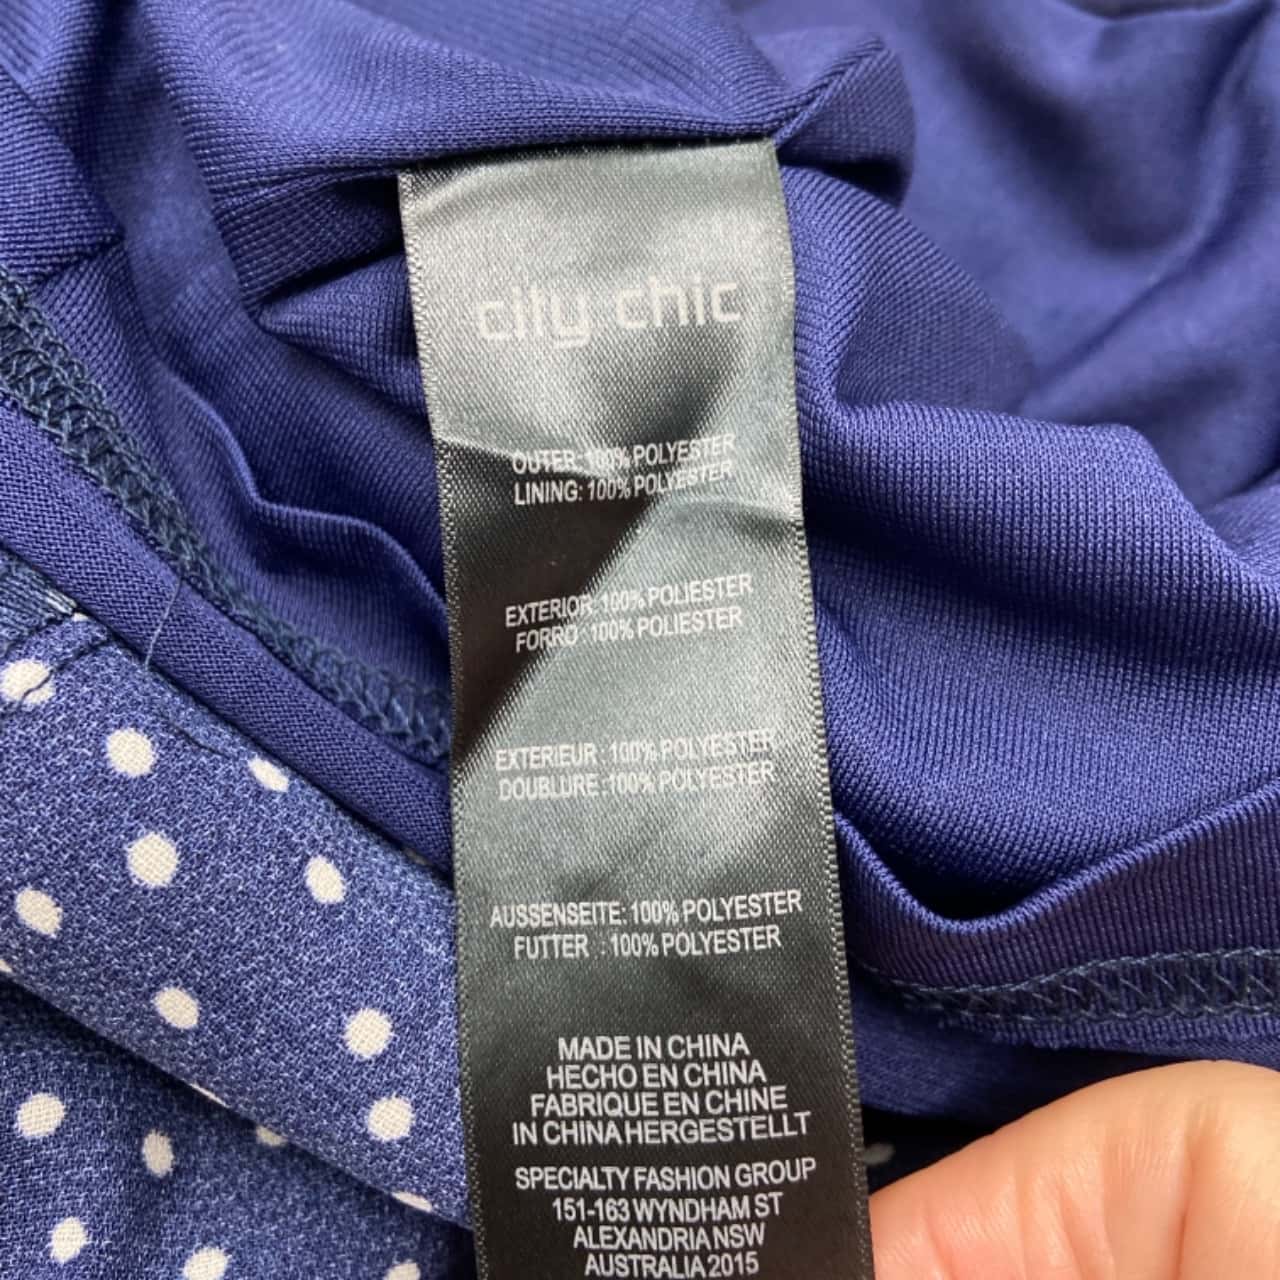 city chic
OUTER: 100% POLYESTER
LINING: 100% POLYESTER
EXTERIOR: 100% POLIESTER
FORRO : 100% POLIESTER
EXTERIEUR : 100% POLYESTER
DOUBLURE : 100% POLYESTER
AUSSENSEITE: 100% POLYESTER
FUTTER : 100% POLYESTER
MADE IN CHINA
HECHO EN CHINA
FABRIQUE EN CHINE
IN CHINA HERGESTELLT
SPECIALTY FASHION GROUP
151-163 WYNDHAM ST
ALEXANDRIA NSW
AUSTRALIA 2015